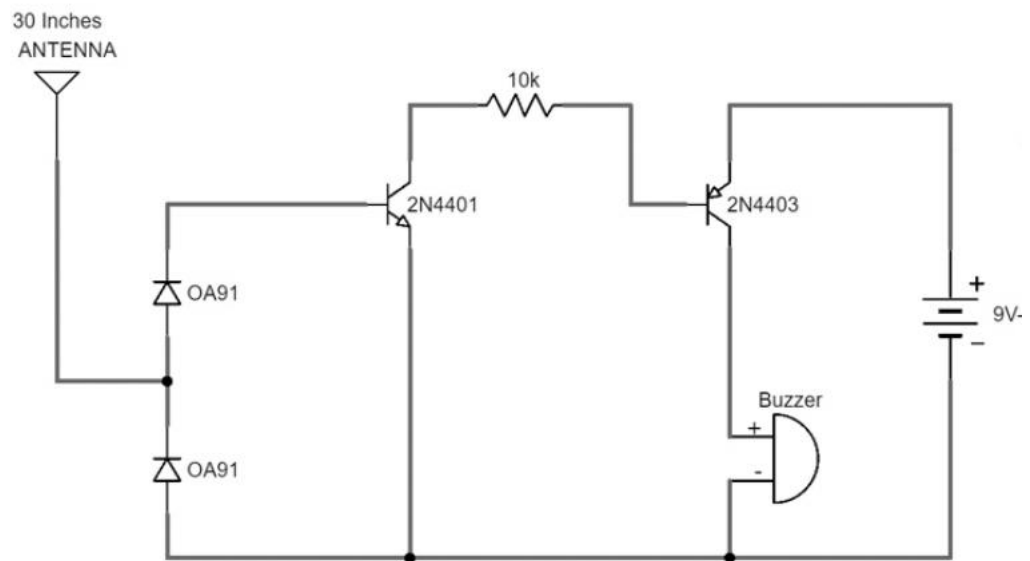 30 Inches
ANTENNA
10k
2N4401
2N4403
OA91
+
9V-
-
Buzzer
+
-
OA91